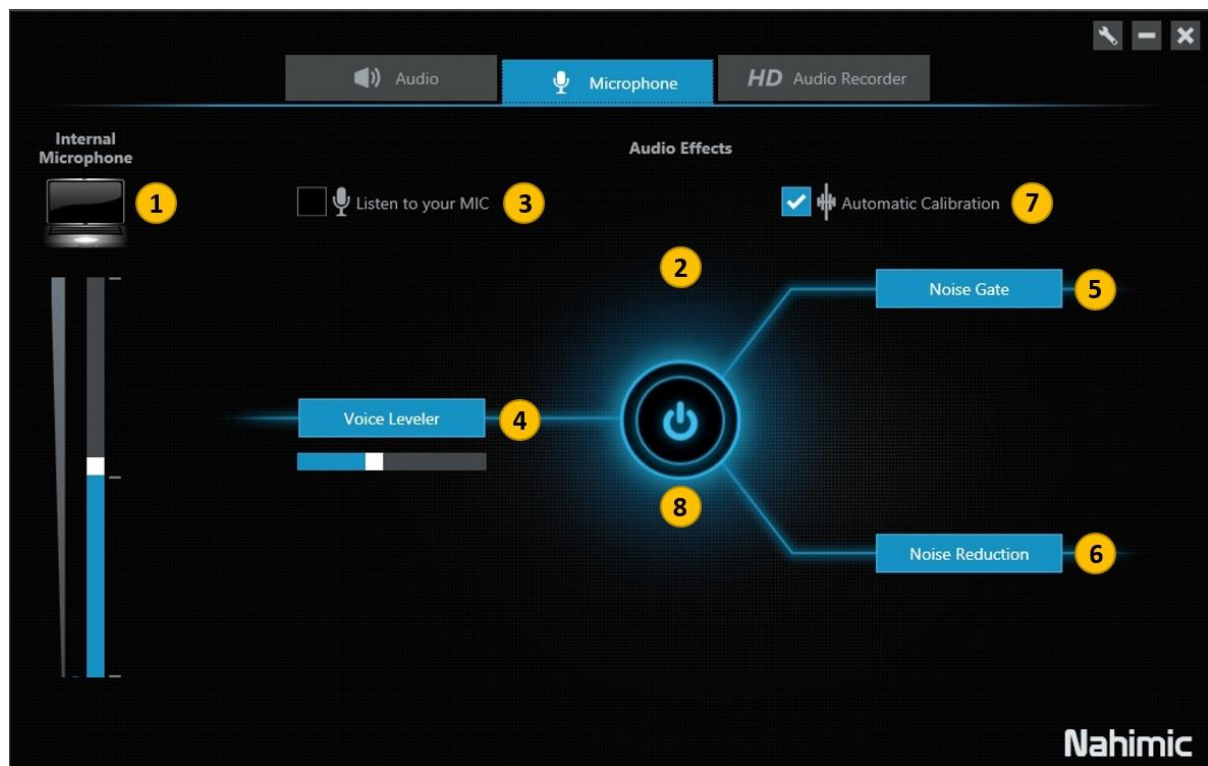 Audio
Microphone
HD Audio Recorder
Internal
Microphone
Audio Effects
1
Listen to your MIC
3
Automatic Calibration
7
2
Noise Gate
5
Voice Leveler
4
8
Noise Reduction
6
Nahimic